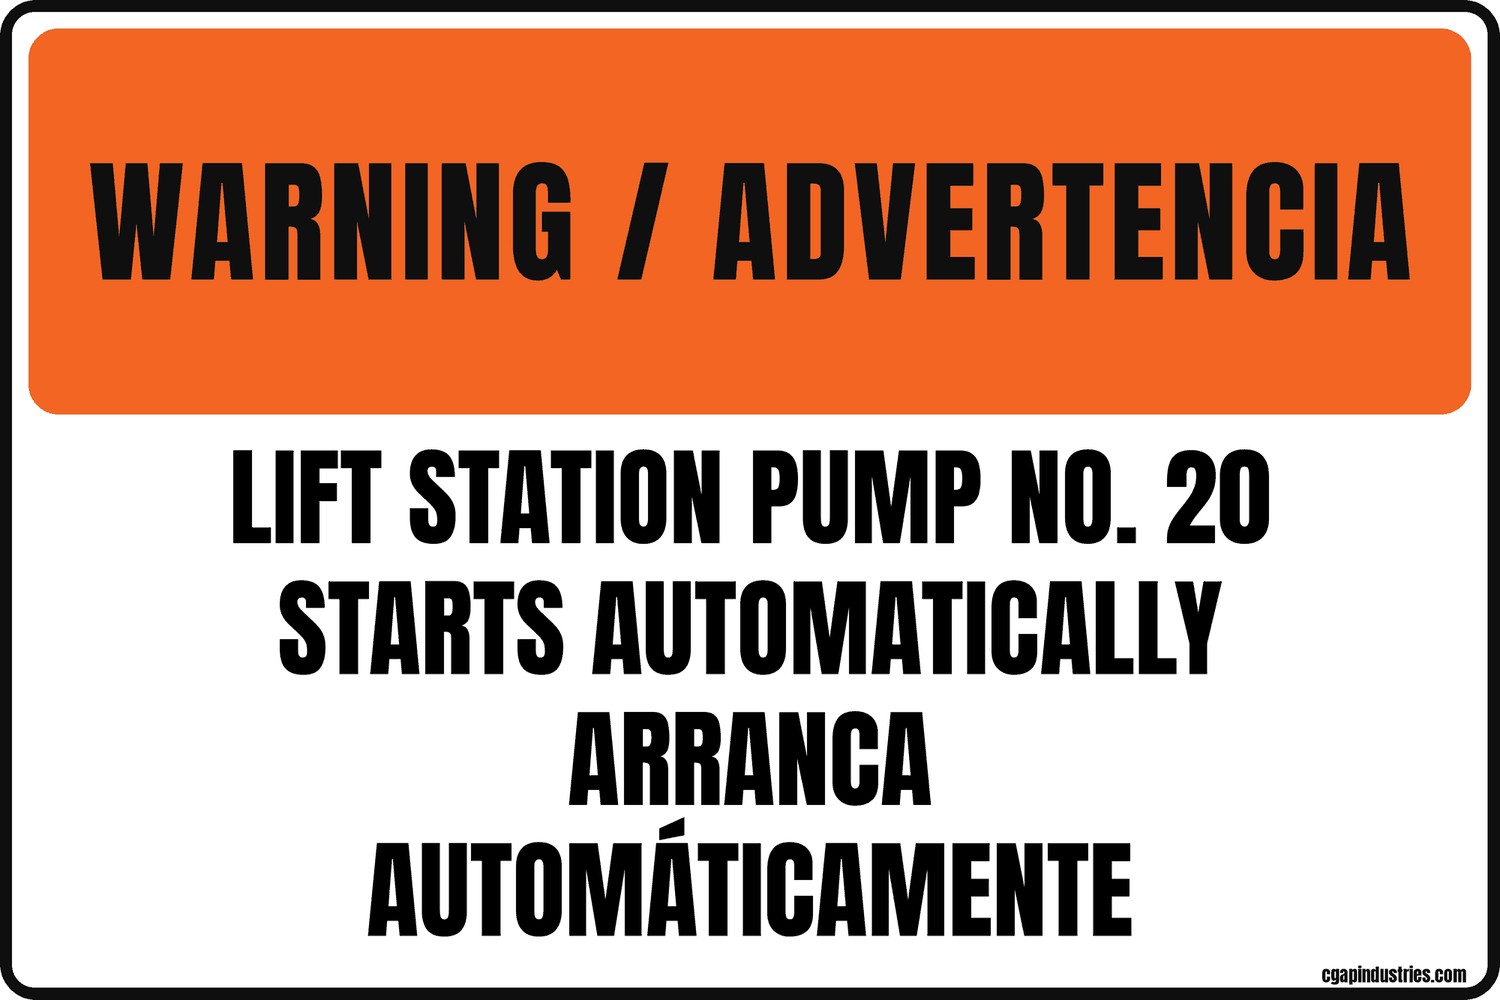 WARNING / ADVERTENCIA
LIFT STATION PUMP NO. 20
STARTS AUTOMATICALLY
ARRANCA
AUTOMÁTICAMENTE
cgapindustries.com